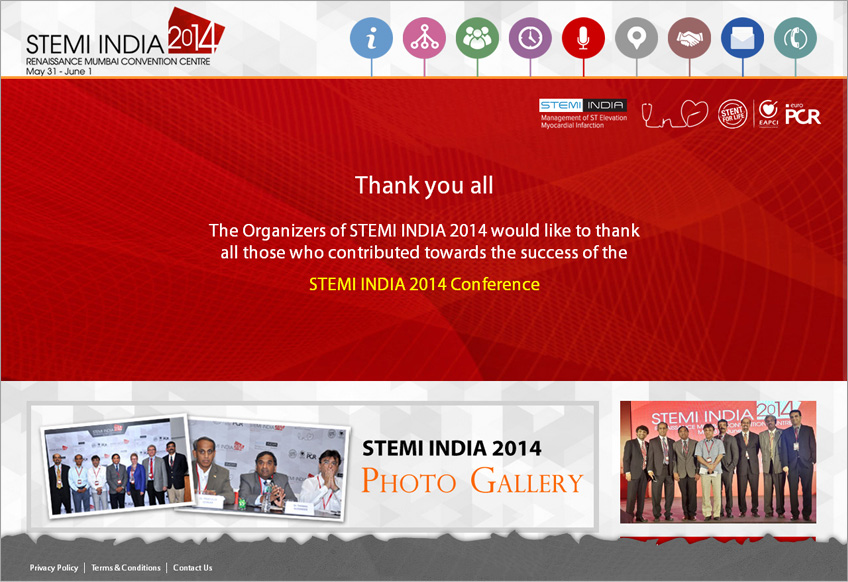 STEMI INDIA 2014
RENAISSANCE MUMBAI CONVENTION CENTRE
May 31 - June 1
STEMI INDIA
Management of ST Elevation
Myocardial Infarction
STENT
FOR LIFE
EAPCI
euro
PCR
Thank you all
The Organizers of STEMI INDIA 2014 would like to thank
all those who contributed towards the success of the
STEMI INDIA 2014 Conference
STEMI INDIA 2014
PHOTO GALLERY
STEMI INDIA 2014
Privacy Policy | Terms & Conditions | Contact Us